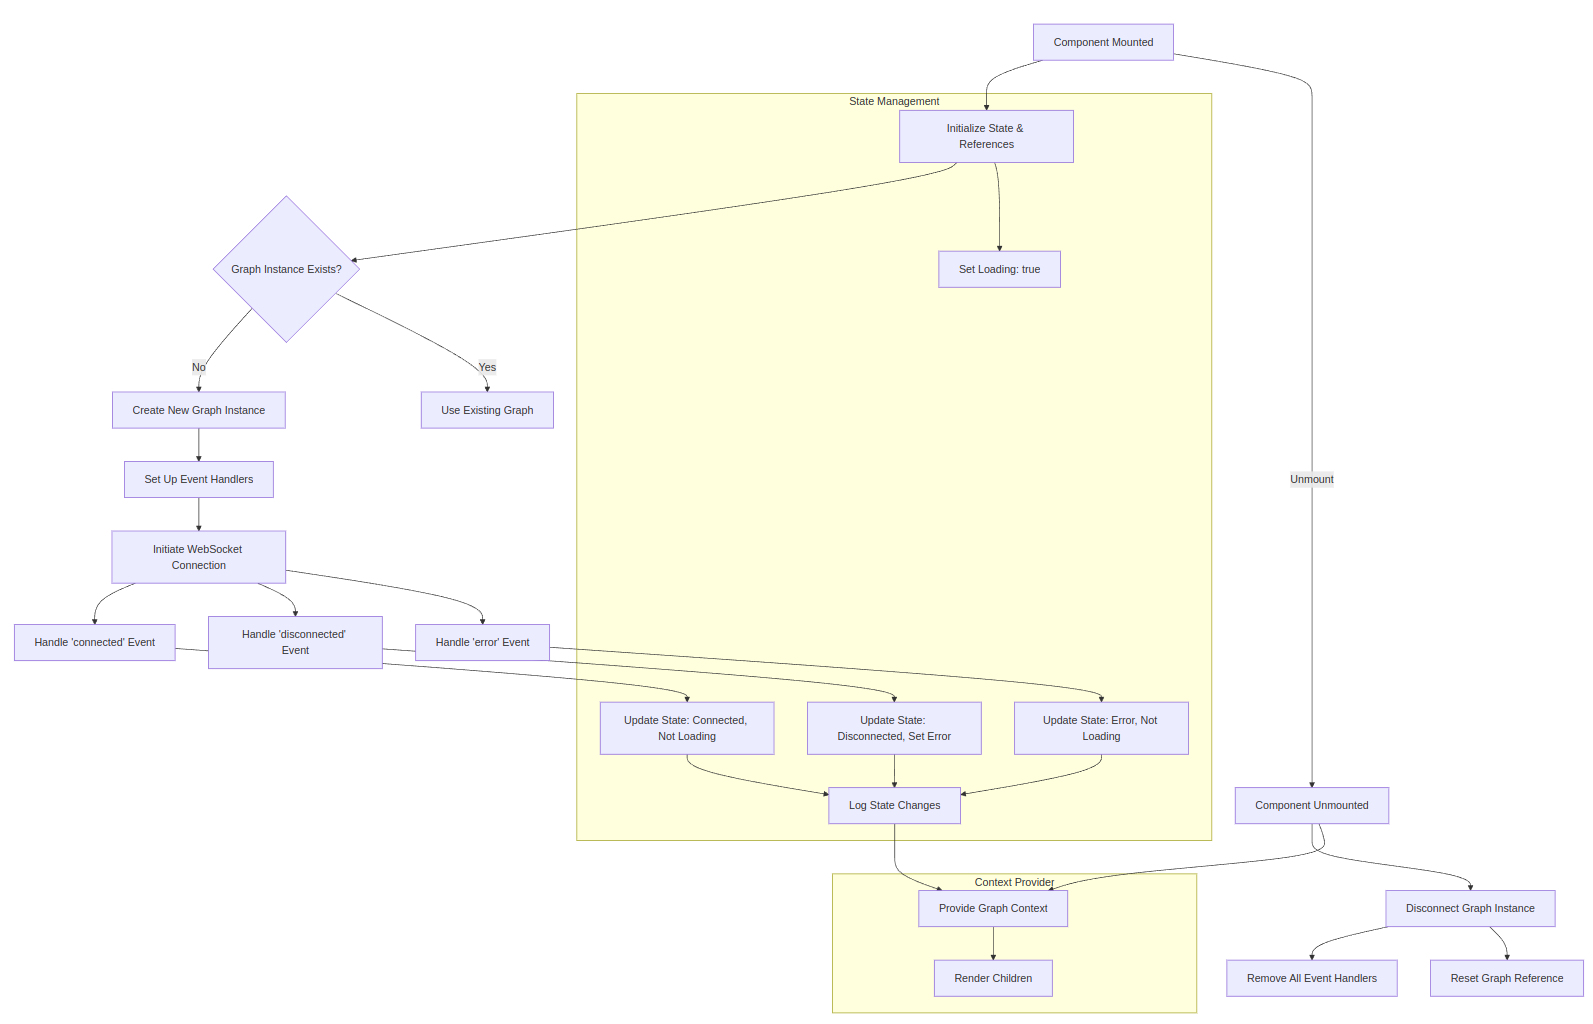 Component Mounted
State Management
Initialize State &
References
Graph Instance Exists?
Set Loading: true
No
Yes
Create New Graph Instance
Use Existing Graph
Set Up Event Handlers
Unmount
Initiate WebSocket
Connection
Handle 'connected' Event
Handle 'disconnected'
Event
Handle 'error' Event
Update State: Connected,
Not Loading
Update State:
Disconnected, Set Error
Update State: Error, Not
Loading
Log State Changes
Component Unmounted
Context Provider
Provide Graph Context
Disconnect Graph Instance
Render Children
Remove All Event Handlers
Reset Graph Reference